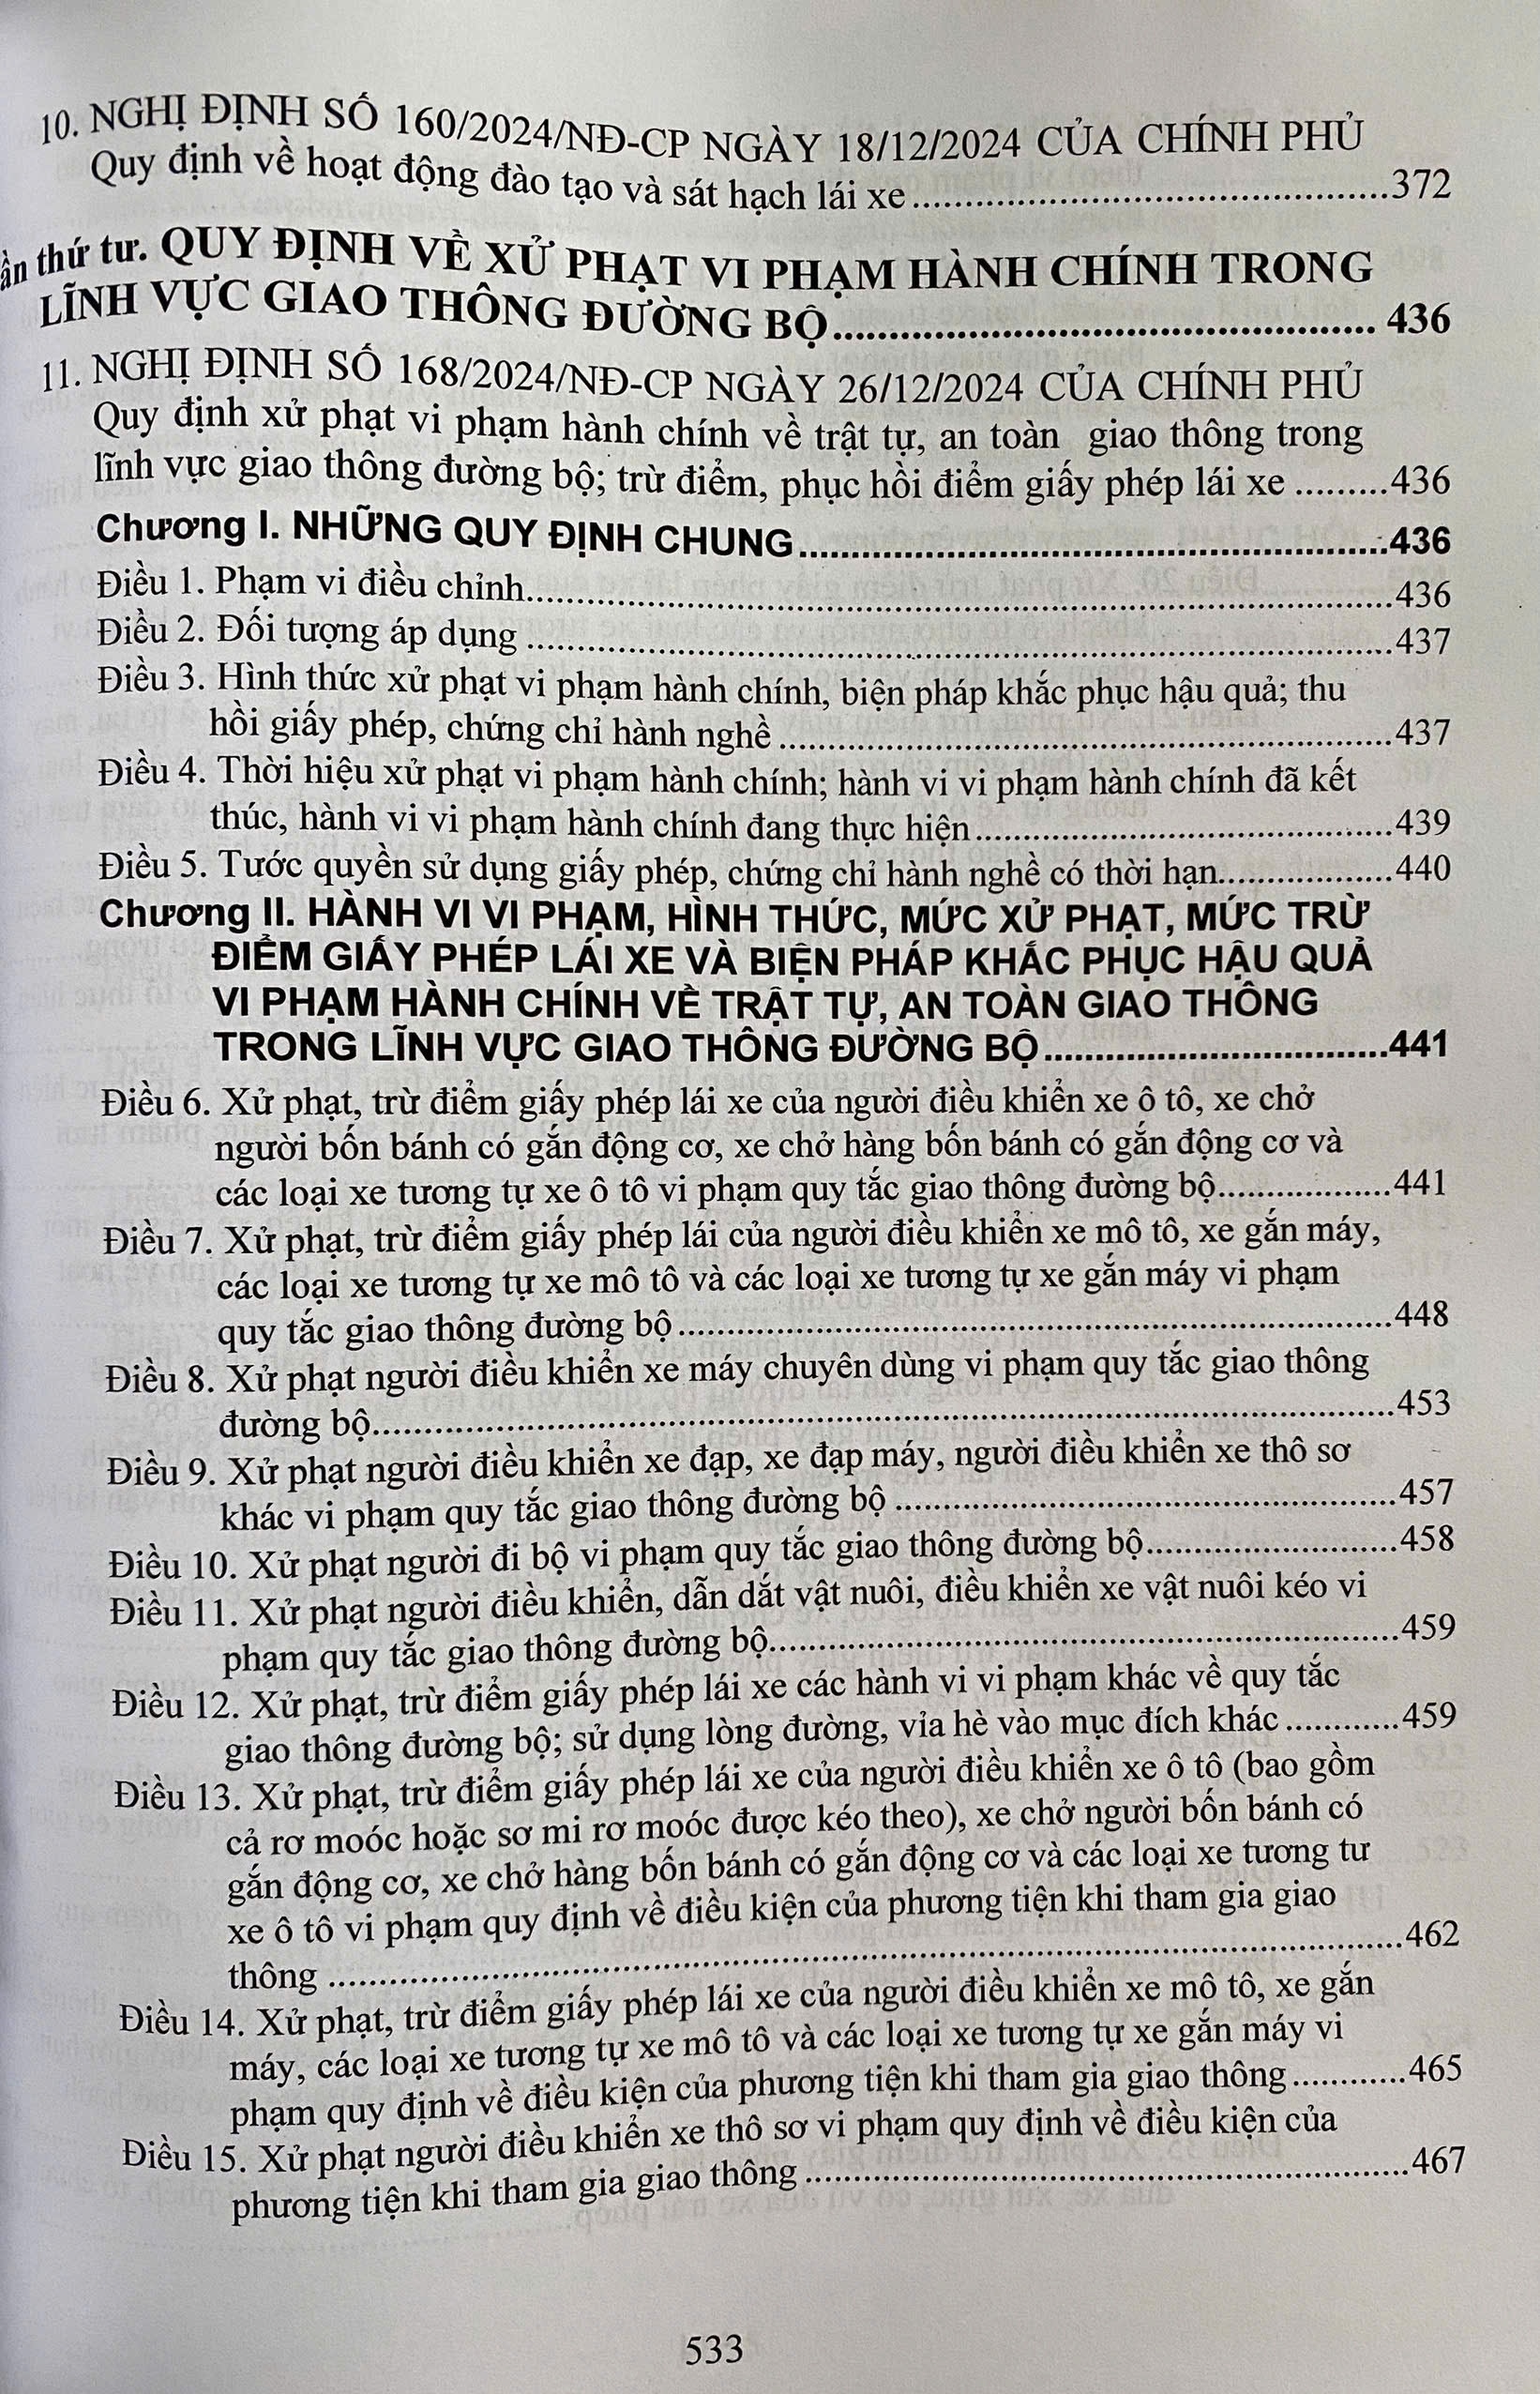 10. NGHỊ ĐỊNH SỐ 160/2024/NĐ-CP NGÀY 18/12/2024 CỦA CHÍNH PHỦ
Quy định về hoạt động đào tạo và sát hạch lái xe ................................................372
ần thứ tư. QUY ĐỊNH VỀ XỬ PHẠT VI PHẠM HÀNH CHÍNH TRONG
LĨNH VỰC GIAO THÔNG ĐƯỜNG BỘ...................................................... 436
11. NGHỊ ĐỊNH SỐ 168/2024/NĐ-CP NGÀY 26/12/2024 CỦA CHÍNH PHỦ
Quy định xử phạt vi phạm hành chính về trật tự, an toàn giao thông trong
lĩnh vực giao thông đường bộ; trừ điểm, phục hồi điểm giấy phép lái xe .........436
Chương I. NHỮNG QUY ĐỊNH CHUNG..........................................................436
Điều 1. Phạm vi điều chỉnh.......................................................................................436
Điều 2. Đối tượng áp dụng .......................................................................................437
Điều 3. Hình thức xử phạt vi phạm hành chính, biện pháp khắc phục hậu quả; thu
hồi giấy phép, chứng chỉ hành nghề ..............................................................437
Điều 4. Thời hiệu xử phạt vi phạm hành chính; hành vi vi phạm hành chính đã kết
thúc, hành vi vi phạm hành chính đang thực hiện..........................................439
Điều 5. Tước quyền sử dụng giấy phép, chứng chỉ hành nghề có thời hạn.................440
Chương II. HÀNH VI VI PHẠM, HÌNH THỨC, MỨC XỬ PHẠT, MỨC TRỪ
ĐIỂM GIẤY PHÉP LÁI XE VÀ BIỆN PHÁP KHẮC PHỤC HẬU QUẢ
VI PHẠM HÀNH CHÍNH VỀ TRẬT TỰ, AN TOÀN GIAO THÔNG
TRONG LĨNH VỰC GIAO THÔNG ĐƯỜNG BỘ..................................441
Điều 6. Xử phạt, trừ điểm giấy phép lái xe của người điều khiển xe ô tô, xe chở
người bốn bánh có gắn động cơ, xe chở hàng bốn bánh có gắn động cơ và
các loại xe tương tự xe ô tô vi phạm quy tắc giao thông đường bộ.................441
Điều 7. Xử phạt, trừ điểm giấy phép lái của người điều khiển xe mô tô, xe gắn máy,
các loại xe tương tự xe mô tô và các loại xe tương tự xe gắn máy vi phạm
quy tắc giao thông đường bộ........................................................................448
Điều 8. Xử phạt người điều khiển xe máy chuyên dùng vi phạm quy tắc giao thông
đường bộ.......................................................................................................453
Điều 9. Xử phạt người điều khiển xe đạp, xe đạp máy, người điều khiển xe thô sơ
khác vi phạm quy tắc giao thông đường bộ ..................................................457
Điều 10. Xử phạt người đi bộ vi phạm quy tắc giao thông đường bộ.........................458
Điều 11. Xử phạt người điều khiển, dẫn dắt vật nuôi, điều khiển xe vật nuôi kéo vi
phạm quy tắc giao thông đường bộ...............................................................459
Điều 12. Xử phạt, trừ điểm giấy phép lái xe các hành vi vi phạm khác về quy tắc
giao thông đường bộ; sử dụng lòng đường, vỉa hè vào mục đích khác............459
Điều 13. Xử phạt, trừ điểm giấy phép lái xe của người điều khiển xe ô tô (bao gồm
cả rơ moóc hoặc sơ mi rơ moóc được kéo theo), xe chở người bốn bánh có
gắn động cơ, xe chở hàng bốn bánh có gắn động cơ và các loại xe tương tư
xe ô tô vi phạm quy định về điều kiện của phương tiện khi tham gia giao
thông .............................................................................................................462
Điều 14. Xử phạt, trừ điểm giấy phép lái xe của người điều khiển xe mô tô, xe gắn
máy, các loại xe tương tự xe mô tô và các loại xe tương tự xe gắn máy vi
phạm quy định về điều kiện của phương tiện khi tham gia giao thông............465
Điều 15. Xử phạt người điều khiển xe thô sơ vi phạm quy định về điều kiện của
phương tiện khi tham gia giao thông .............................................................467
533